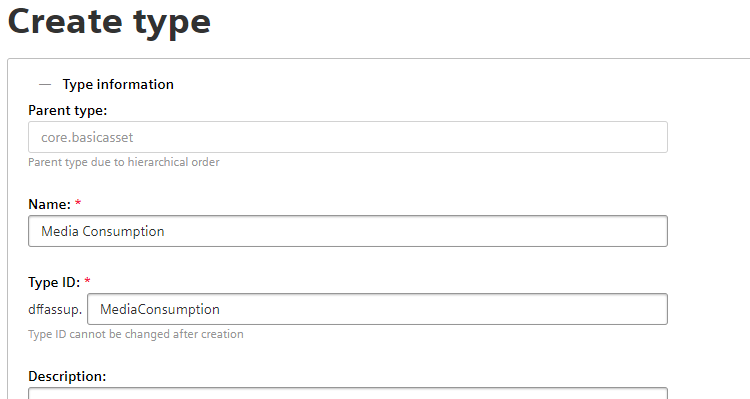 Create type
Type information
Parent type:
core.basicasset
Parent type due to hierarchical order
Name: *
Media Consumption
Type ID: *
dffassup. MediaConsumption
Type ID cannot be changed after creation
Description: